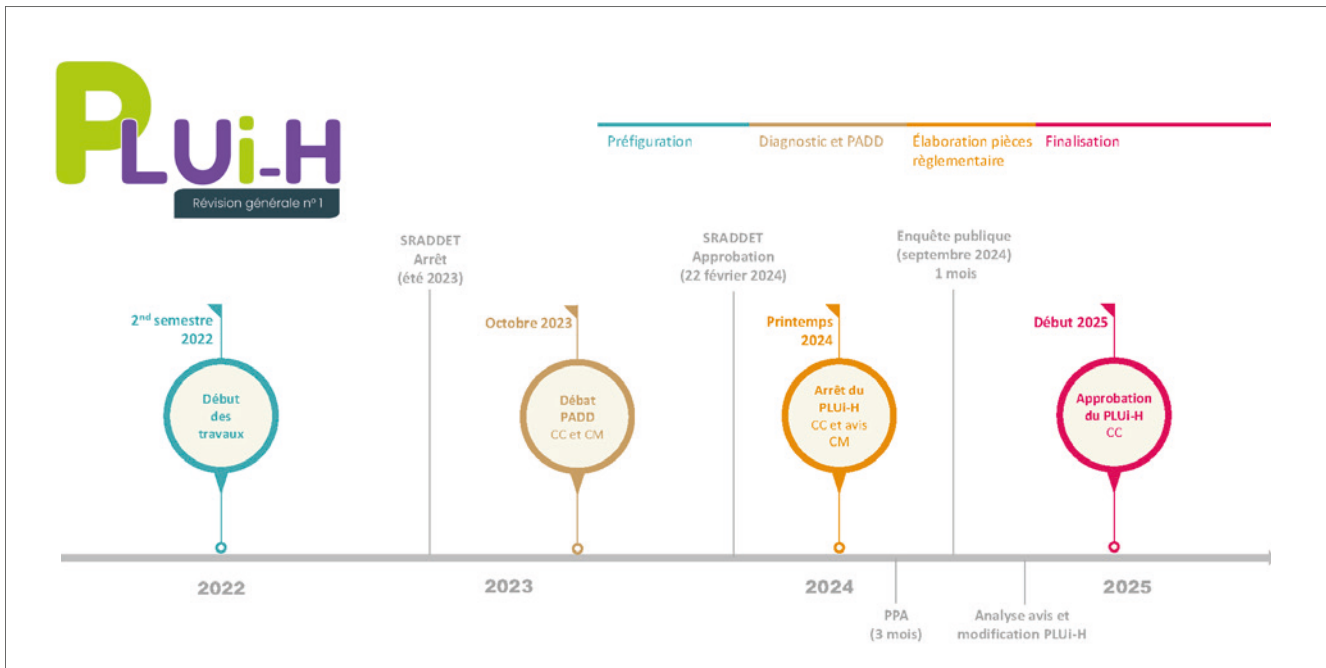 PLUi-H
Révision générale n° 1
Préfiguration
Diagnostic et PADD
Élaboration pièces
règlementaire
Finalisation
SRADDET
Arrêt
(été 2023)
SRADDET
Approbation
(22 février 2024)
Enquête publique
(septembre 2024)
1 mois
2nd semestre
2022
Octobre 2023
Printemps
2024
Début 2025
Début
des
travaux
Débat
PADD
CC et CM
Arrêt du
PLUi-H
CC et avis
CM
Approbation
du PLUi-H
CC
2022
2023
2024
2025
PPA
(3 mois)
Analyse avis et
modification PLUi-H